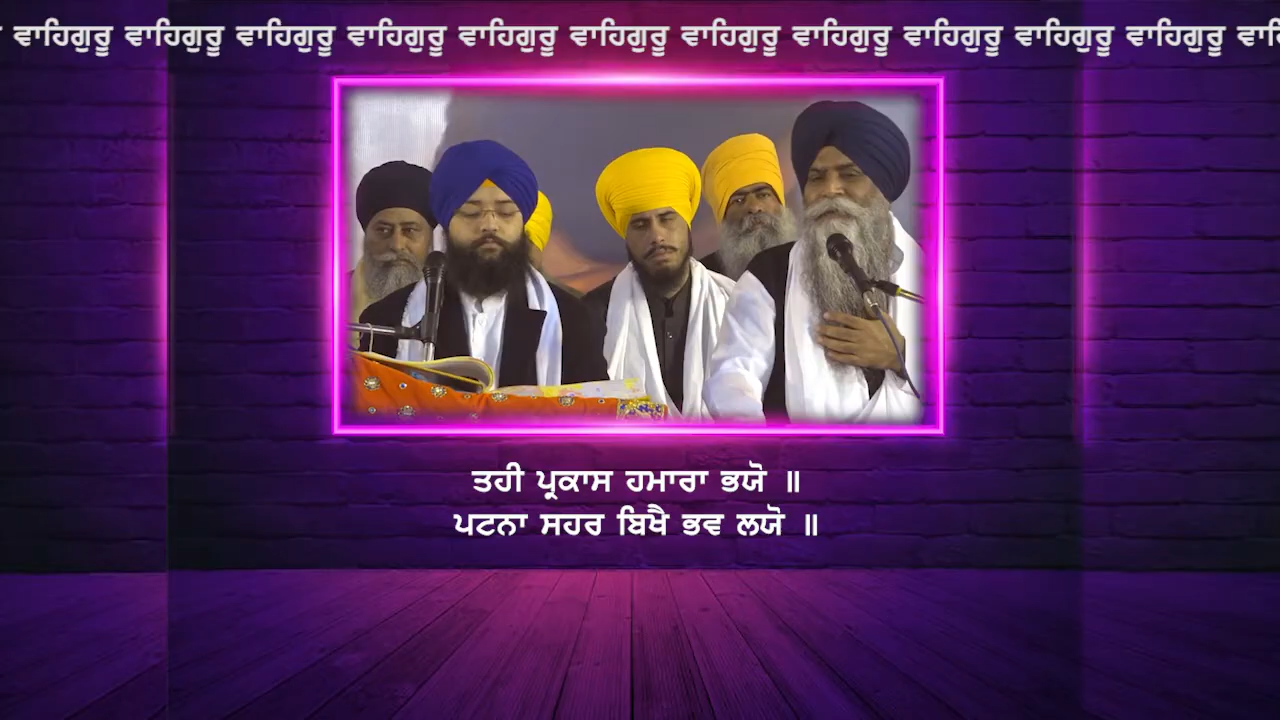 ਵਾਹਿਗੁਰੂ ਵਾਹਿਗੁਰੂ ਵਾਹਿਗੁਰੂ ਵਾਹਿਗੁਰੂ ਵਾਹਿਗੁਰੂ ਵਾਹਿਗੁਰੂ ਵਾਹਿਗੁਰੂ ਵਾਹਿਗੁਰੂ ਵਾਹਿਗੁਰੂ ਵਾਹਿਗੁਰੂ ਵਾਹਿਗੁਰੂ
ਤਹੀ ਪ੍ਰਕਾਸ ਹਮਾਰਾ ਭਯੋ ॥
ਪਟਨਾ ਸਹਰ ਬਿਖੈ ਭਵ ਲਯੋ ॥